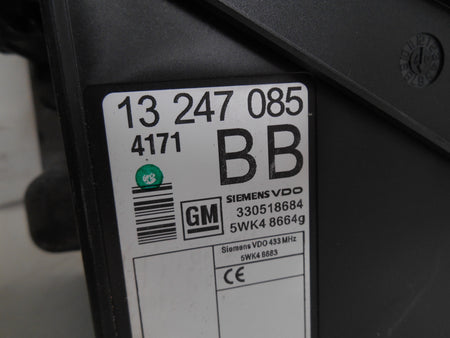 13 247 085
4171
BB
SIEMENS VDO
GM
330518684
5WK4 8664g
Siemens VDO 433 MHz
5WK4 8683
CE